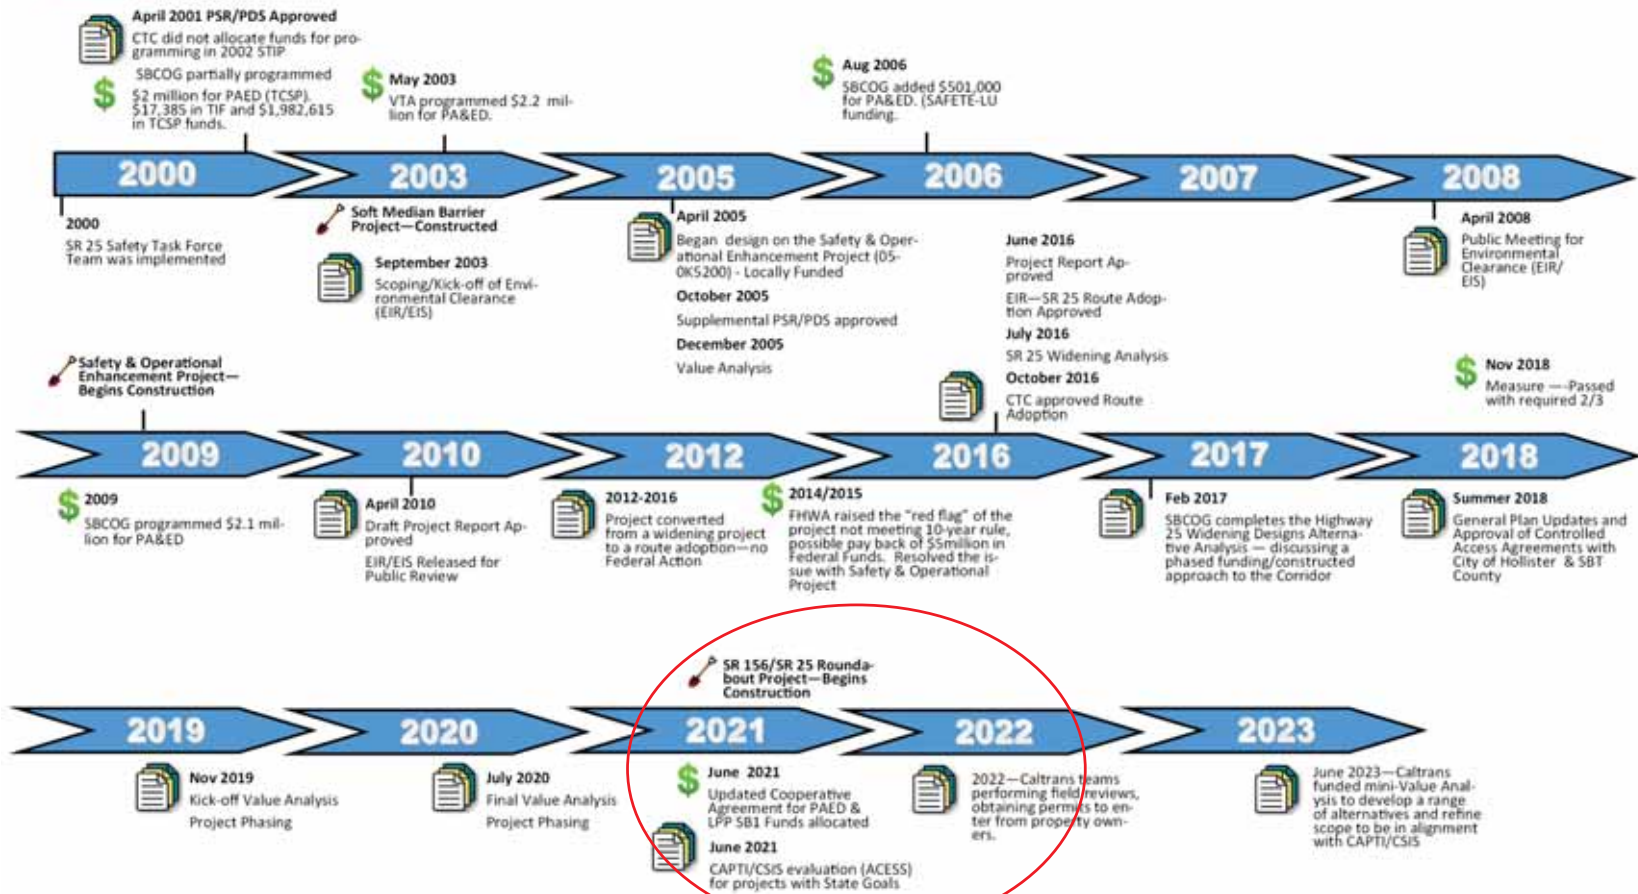 April 2001 PSR/PDS Approved
CTC did not allocate funds for pro-
gramming in 2002 STIP
SBCOG partially programmed
$2 million for PAED (TCSP).
$17,385 in TIF and $1,982,615
in TCSP funds.
May 2003
VTA programmed $2.2 mil-
lion for PA&ED.
Aug 2006
SBCOG added $501,000
for PA&ED. (SAFETE-LU
funding.
2000
2003
2005
2006
2007
2008
2000
SR 25 Safety Task Force
Team was implemented
Soft Median Barrier
Project—Constructed
September 2003
Scoping/Kick-off of Envi-
ronmental Clearance
(EIR/EIS)
April 2005
Began design on the Safety & Oper-
ational Enhancement Project (05-
0K5200) - Locally Funded
October 2005
Supplemental PSR/PDS approved
December 2005
Value Analysis
June 2016
Project Report Ap-
proved
EIR—SR 25 Route Adop-
tion Approved
July 2016
SR 25 Widening Analysis
October 2016
CTC approved Route
Adoption
April 2008
Public Meeting for
Environmental
Clearance (EIR/
EIS)
Safety & Operational
Enhancement Project—
Begins Construction
Nov 2018
Measure —-Passed
with required 2/3
2009
2010
2012
2016
2017
2018
2009
SBCOG programmed $2.1 mil-
lion for PA&ED
April 2010
Draft Project Report Ap-
proved
EIR/EIS Released for
Public Review
2012-2016
Project converted
from a widening project
to a route adoption—no
Federal Action
2014/2015
FHWA raised the "red flag" of the
project not meeting 10-year rule,
possible pay back of $5million in
Federal Funds. Resolved the is-
sue with Safety & Operational
Project
Feb 2017
SBCOG completes the Highway
25 Widening Designs Alterna-
tive Analysis — discussing a
phased funding/constructed
approach to the Corridor
Summer 2018
General Plan Updates and
Approval of Controlled
Access Agreements with
City of Hollister & SBT
County
SR 156/SR 25 Rounda-
bout Project—Begins
Construction
2019
2020
2021
2022
2023
Nov 2019
Kick-off Value Analysis
Project Phasing
July 2020
Final Value Analysis
Project Phasing
June 2021
Updated Cooperative
Agreement for PAED &
LPP SB1 Funds allocated
June 2021
CAPTI/CSIS evaluation (ACESS)
for projects with State Goals
2022—Caltrans teams
performing field reviews,
obtaining permits to en-
ter from property own-
ers.
June 2023—Caltrans
funded mini-Value Anal-
ysis to develop a range
of alternatives and refine
scope to be in alignment
with CAPTI/CSIS